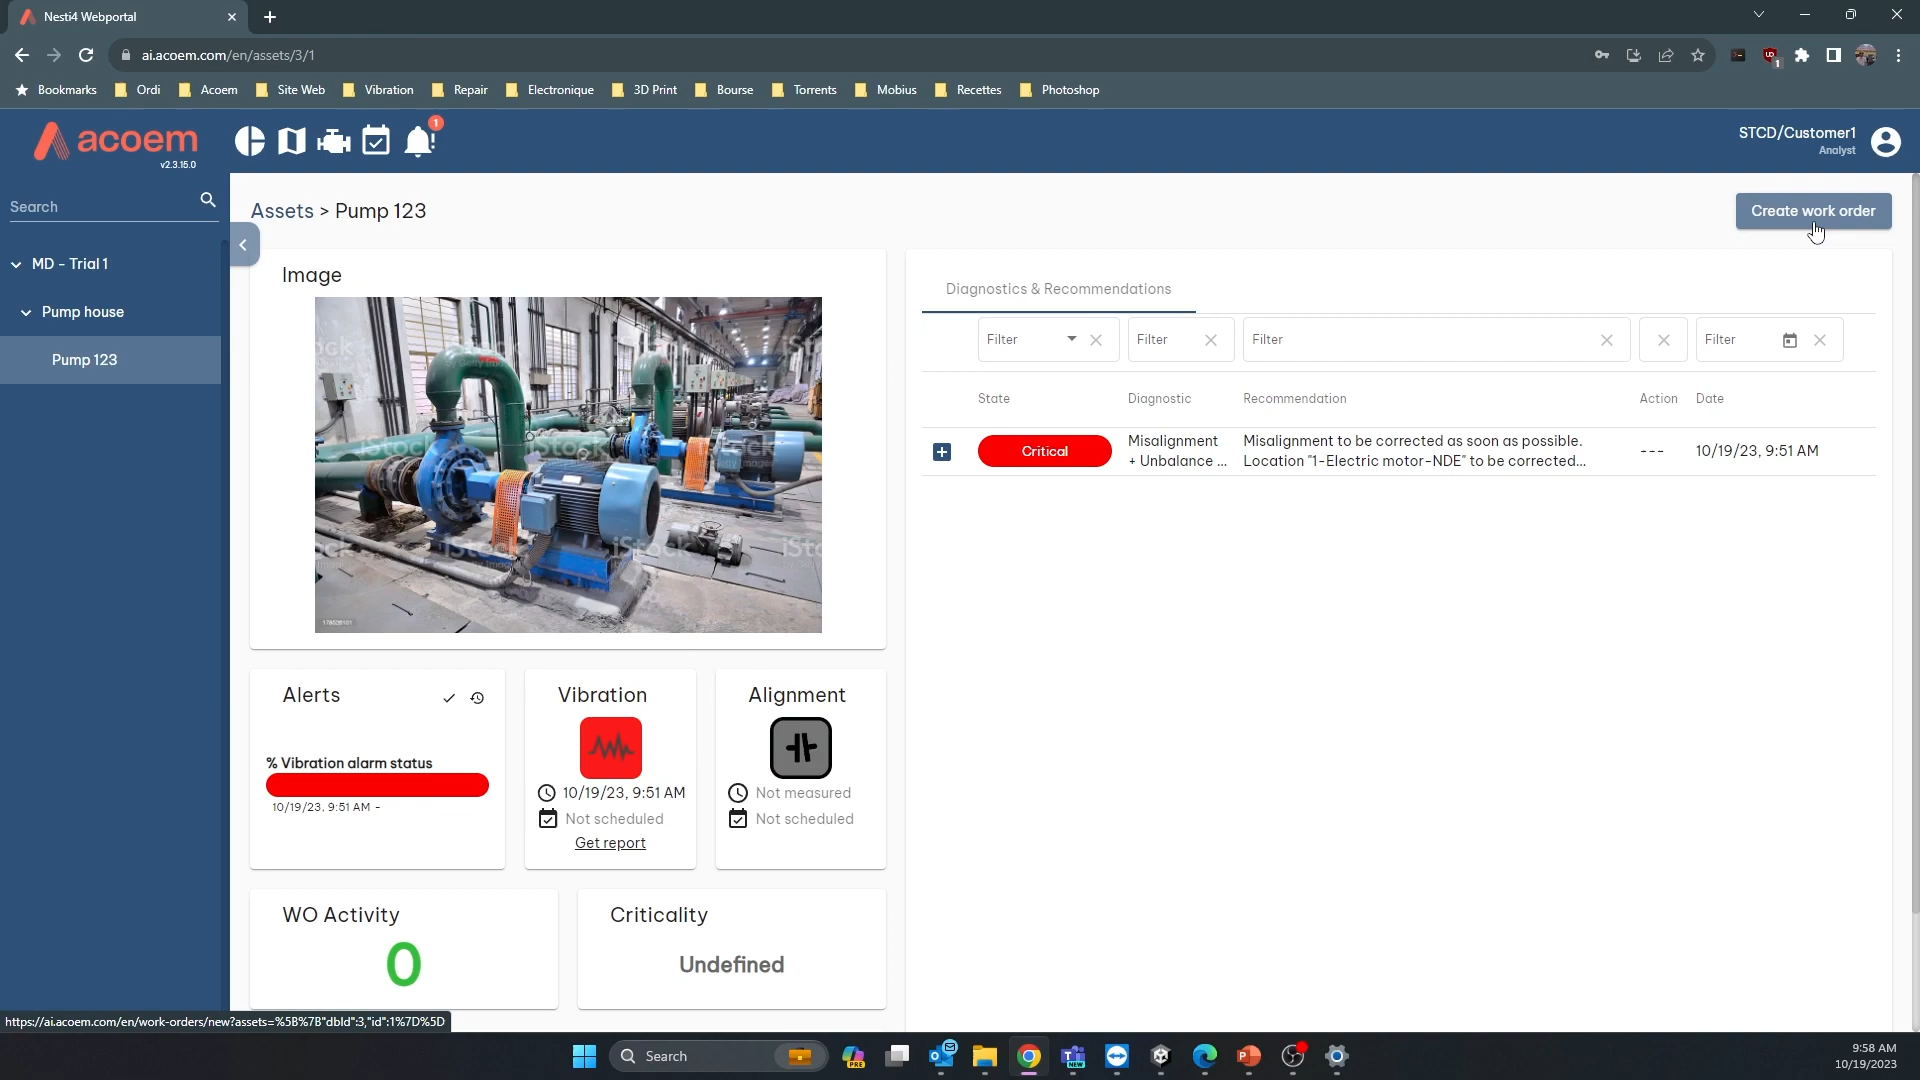 Nesti4 Webportal
ai.acoem.com/en/assets/3/1
Bookmarks Ordi Acoem Site Web Vibration Repair Electronique 3D Print Bourse Torrents Mobius Recettes Photoshop
acoem
v2.3.15.0
1
STCD/Customer1
Analyst
Search
Assets > Pump 123
Create work order
MD - Trial 1
Pump house
Pump 123
Image
iStock
178526101
Diagnostics & Recommendations
Filter Filter Filter Filter
State Diagnostic Recommendation Action Date
Critical
Misalignment
+ Unbalance ...
Misalignment to be corrected as soon as possible.
Location "1-Electric motor-NDE" to be corrected...
---
10/19/23, 9:51 AM
Alerts
% Vibration alarm status
10/19/23, 9:51 AM -
Vibration
10/19/23, 9:51 AM
Not scheduled
Get report
Alignment
Not measured
Not scheduled
WO Activity
0
Criticality
Undefined
https://ai.acoem.com/en/work-orders/new?assets=%5B%7B"dbId":3,"id":1%7D%5D
Search
PRE
NEW
9:58 AM
10/19/2023